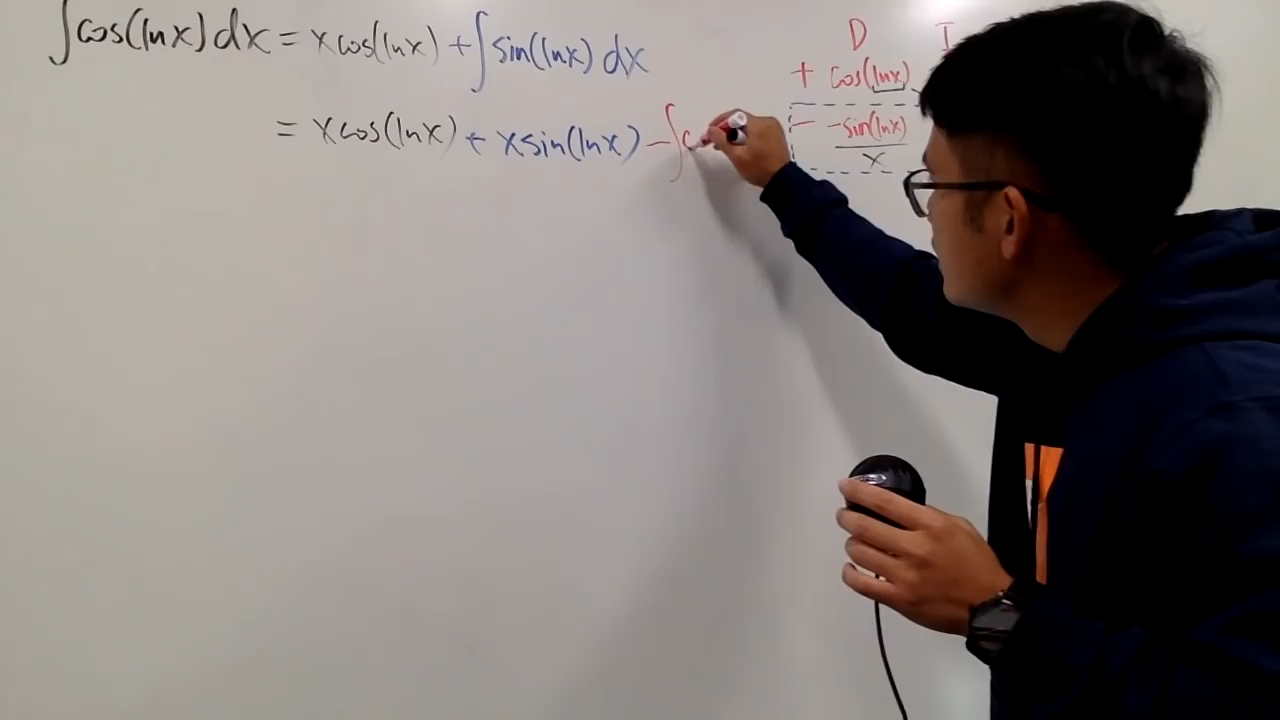 ∫cos(lnx)dx = xcos(lnx) + ∫sin(lnx) dx
= xcos(lnx) + xsin(lnx) - ∫c
D I
+ cos(lnx)
- -sin(lnx)/x